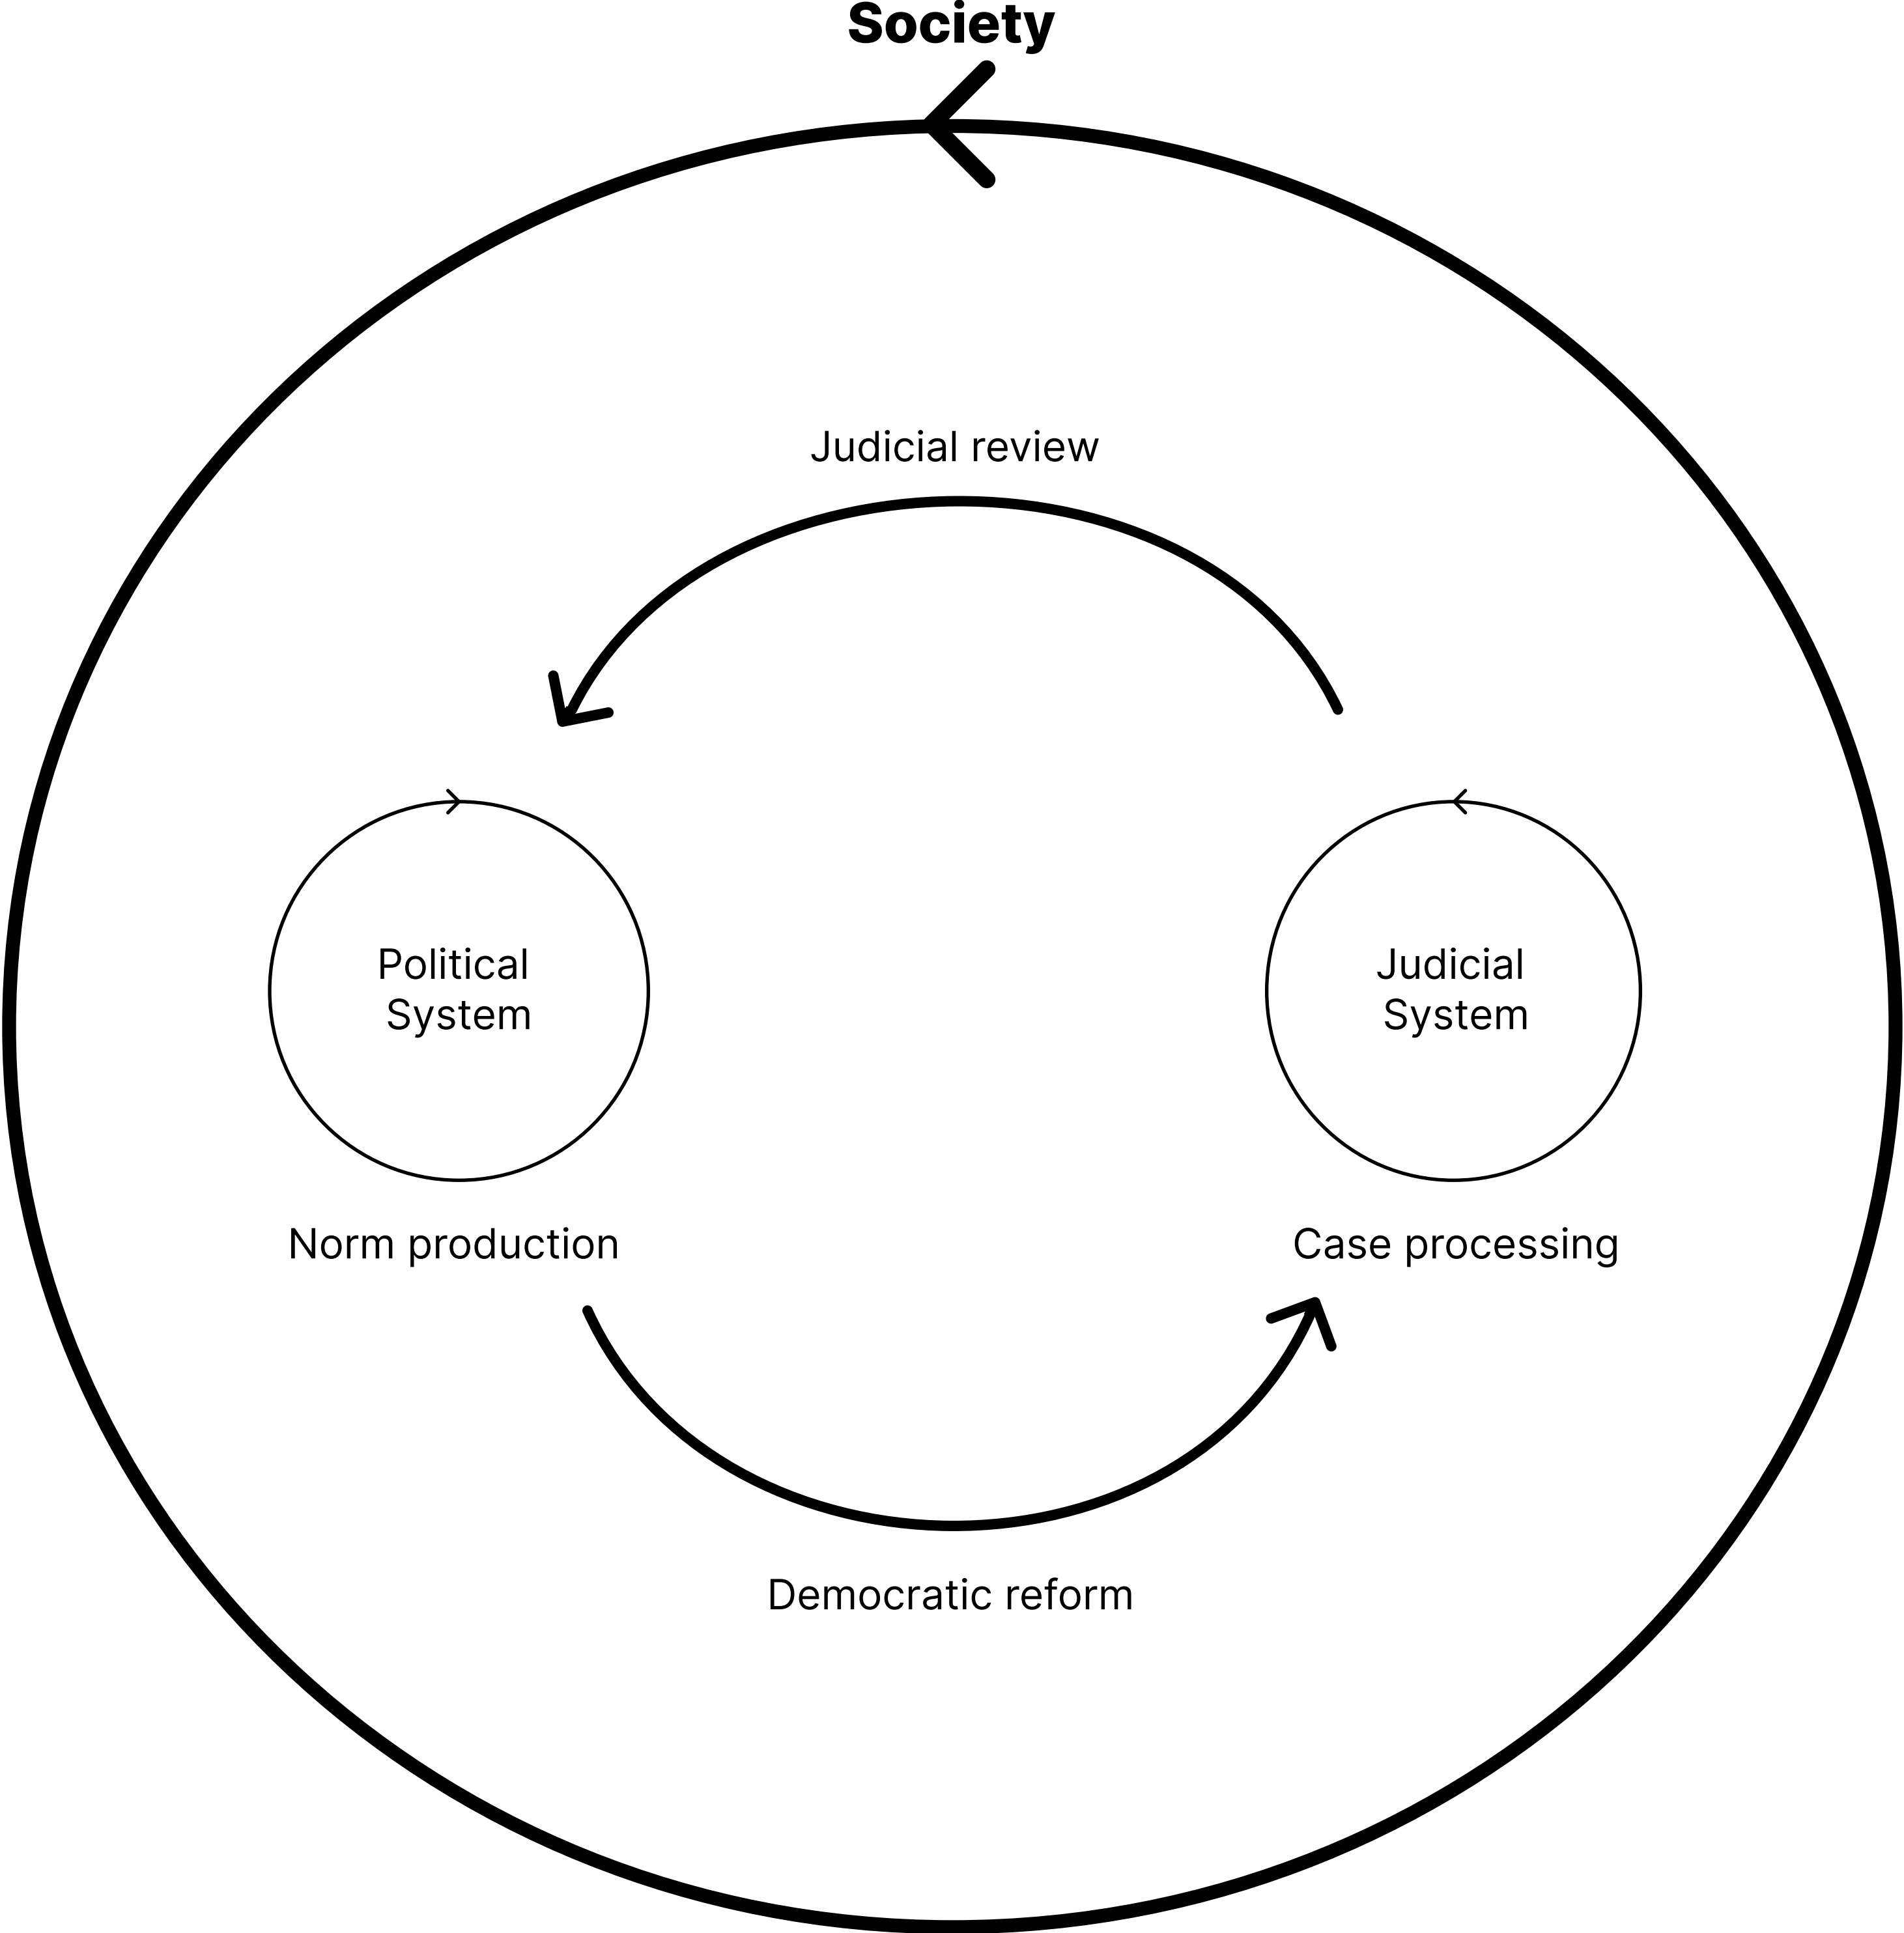 Society
Judicial review
Political
System
Judicial
System
Norm production
Case processing
Democratic reform